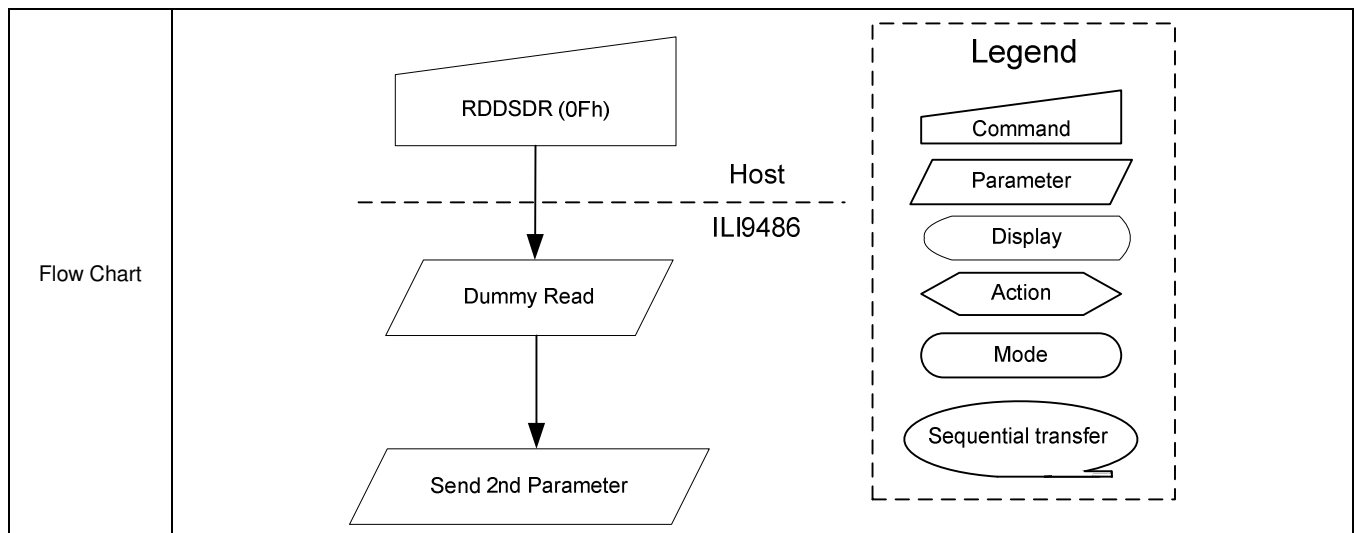 Flow Chart
RDDSDR (0Fh)
Host
ILI9486
Dummy Read
Send 2nd Parameter
Legend
Command
Parameter
Display
Action
Mode
Sequential transfer